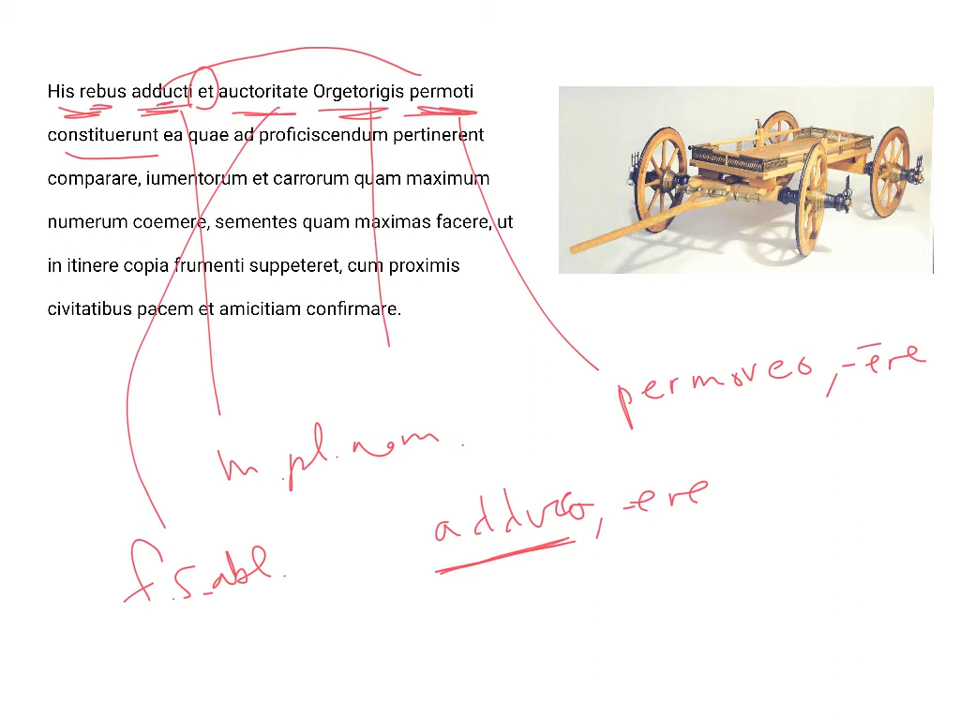 His rebus adducti et auctoritate Orgetorigis permoti
constituerunt ea quae ad proficiscendum pertinerent
comparare, iumentorum et carrorum quam maximum
numerum coemere, sementes quam maximas facere, ut
in itinere copia frumenti suppeteret, cum proximis
civitatibus pacem et amicitiam confirmare.
permoveo, -ēre
m.pl.nom.
adduco, -ere
f.s.abl.